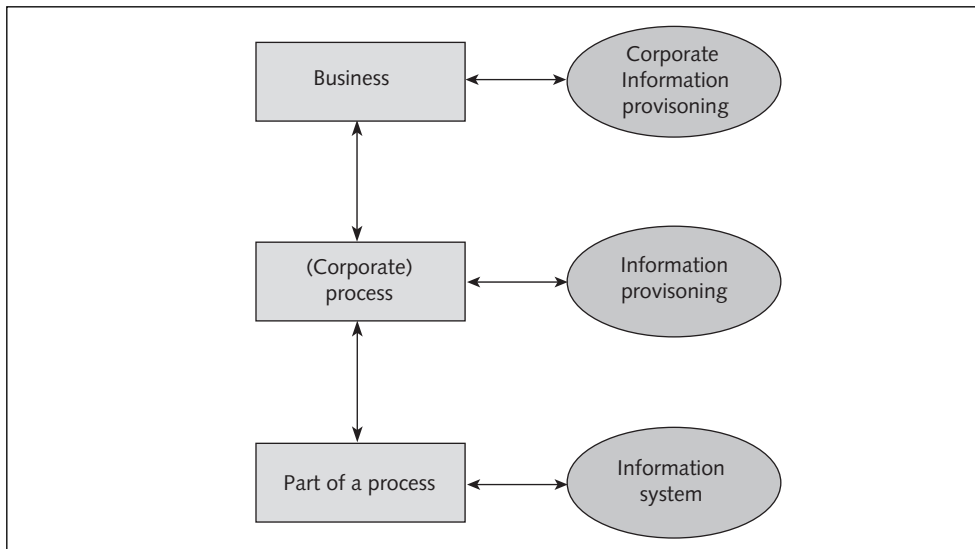 Business
Corporate
Information
provisoning
(Corporate)
process
Information
provisoning
Part of a process
Information
system